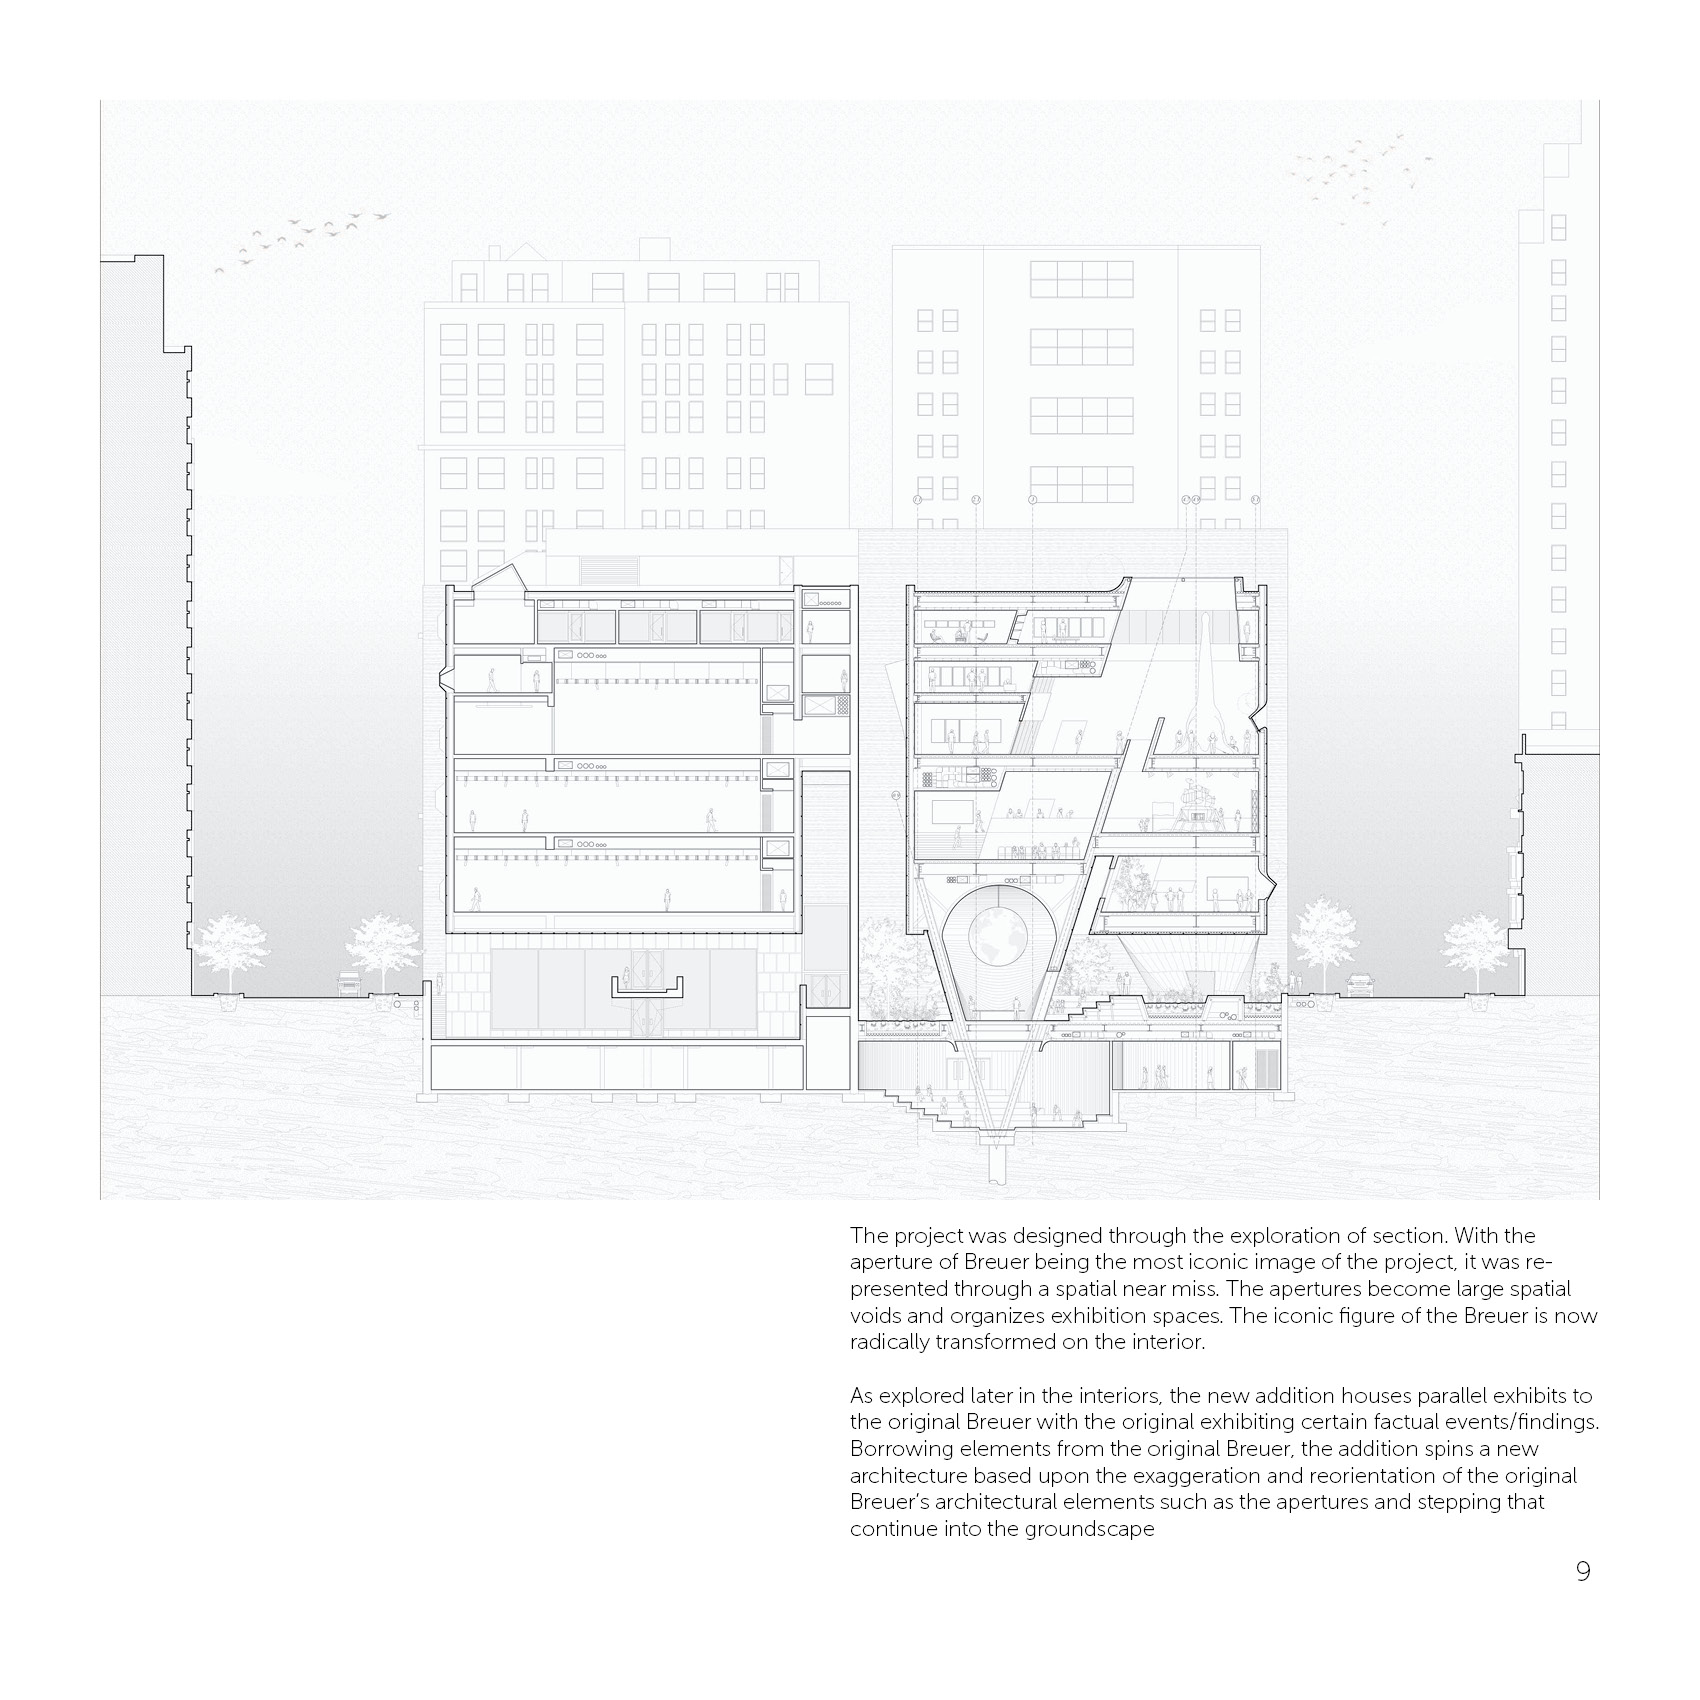 The project was designed through the exploration of section. With the
aperture of Breuer being the most iconic image of the project, it was re-
presented through a spatial near miss. The apertures become large spatial
voids and organizes exhibition spaces. The iconic figure of the Breuer is now
radically transformed on the interior.
As explored later in the interiors, the new addition houses parallel exhibits to
the original Breuer with the original exhibiting certain factual events/findings.
Borrowing elements from the original Breuer, the addition spins a new
architecture based upon the exaggeration and reorientation of the original
Breuer's architectural elements such as the apertures and stepping that
continue into the groundscape
9